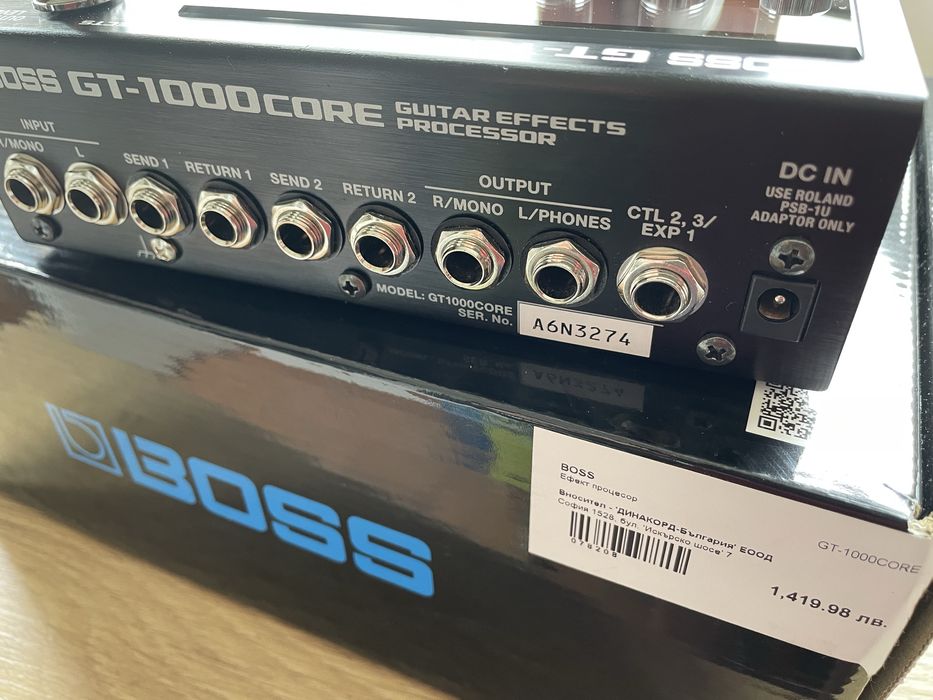 BOSS GT-
BOSS GT-1000CORE GUITAR EFFECTS
PROCESSOR
INPUT
R/MONO L
SEND 1
RETURN 1
SEND 2
RETURN 2
OUTPUT
R/MONO L/PHONES
CTL 2, 3/
EXP 1
DC IN
USE ROLAND
PSB-1U
ADAPTOR ONLY
MODEL: GT1000CORE
SER. No. A6N3274
BOSS
BOSS
Ефект процесор
Вносител - 'ДИНАКОРД-България' ЕООД
София 1528, бул. 'Искърско шосе' 7
078208
GT-1000CORE
1,419.98 лв.